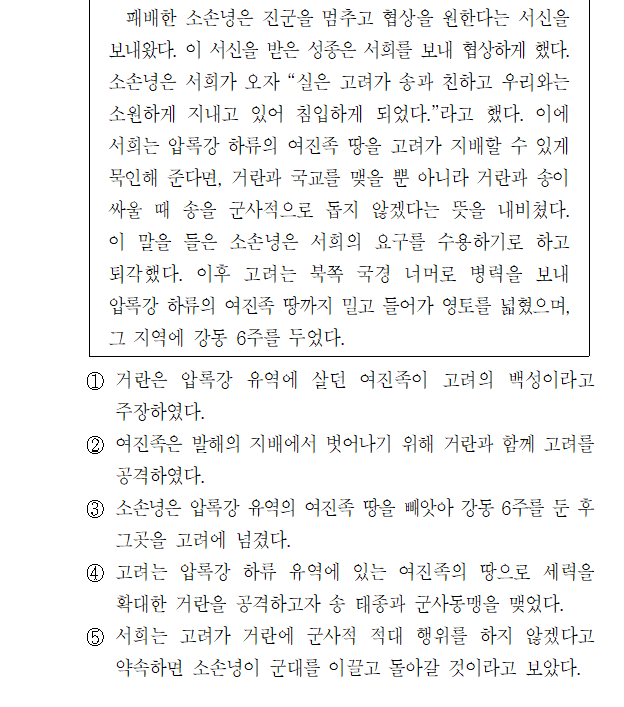 패배한 소손녕은 진군을 멈추고 협상을 원한다는 서신을
보내왔다. 이 서신을 받은 성종은 서희를 보내 협상하게 했다.
소손녕은 서희가 오자 “실은 고려가 송과 친하고 우리와는
소원하게 지내고 있어 침입하게 되었다.”라고 했다. 이에
서희는 압록강 하류의 여진족 땅을 고려가 지배할 수 있게
묵인해 준다면, 거란과 국교를 맺을 뿐 아니라 거란과 송이
싸울 때 송을 군사적으로 돕지 않겠다는 뜻을 내비쳤다.
이 말을 들은 소손녕은 서희의 요구를 수용하기로 하고
퇴각했다. 이후 고려는 북쪽 국경 너머로 병력을 보내
압록강 하류의 여진족 땅까지 밀고 들어가 영토를 넓혔으며,
그 지역에 강동 6주를 두었다.
① 거란은 압록강 유역에 살던 여진족이 고려의 백성이라고
주장하였다.
② 여진족은 발해의 지배에서 벗어나기 위해 거란과 함께 고려를
공격하였다.
③ 소손녕은 압록강 유역의 여진족 땅을 빼앗아 강동 6주를 둔 후
그곳을 고려에 넘겼다.
④ 고려는 압록강 하류 유역에 있는 여진족의 땅으로 세력을
확대한 거란을 공격하고자 송 태종과 군사동맹을 맺었다.
⑤ 서희는 고려가 거란에 군사적 적대 행위를 하지 않겠다고
약속하면 소손녕이 군대를 이끌고 돌아갈 것이라고 보았다.